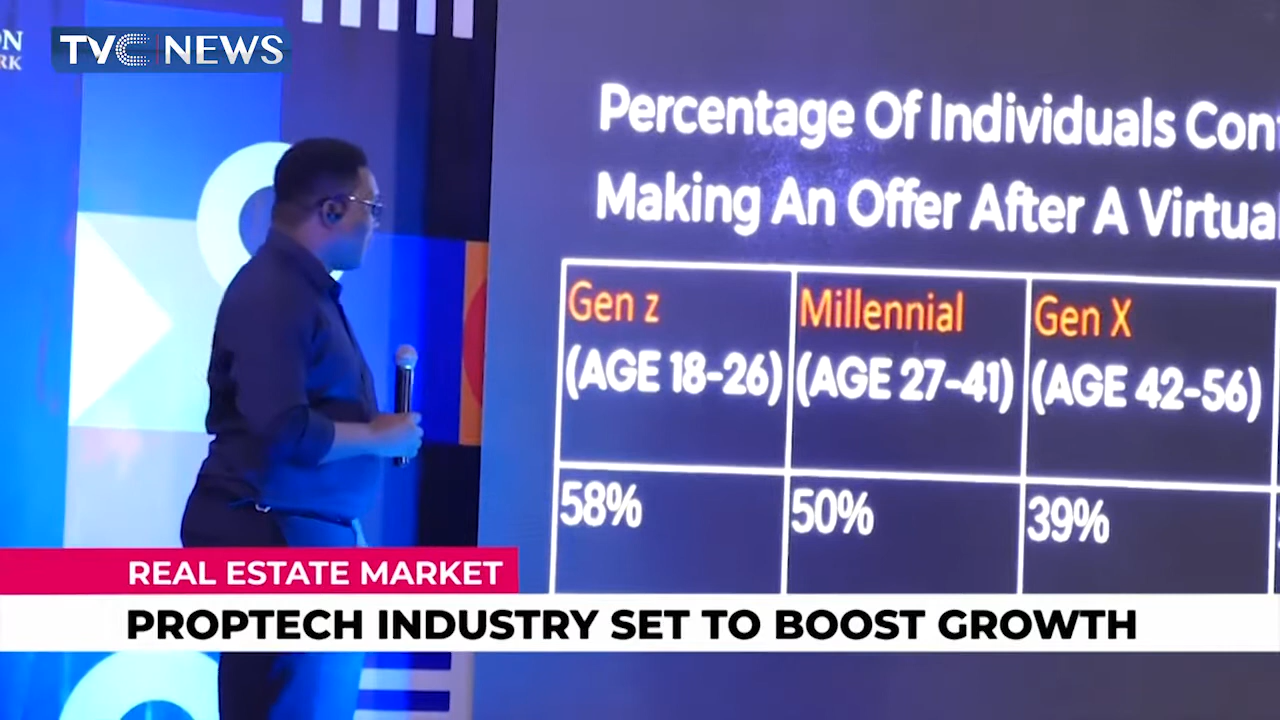 TVC NEWS
Percentage Of Individuals
Making An Offer After A
Gen z
(AGE 18-26)
Millennial
(AGE 27-41)
Gen X
(AGE 42-56)
58%
50%
39%
REAL ESTATE MARKET
PROPTECH INDUSTRY SET TO BOOST GROWTH